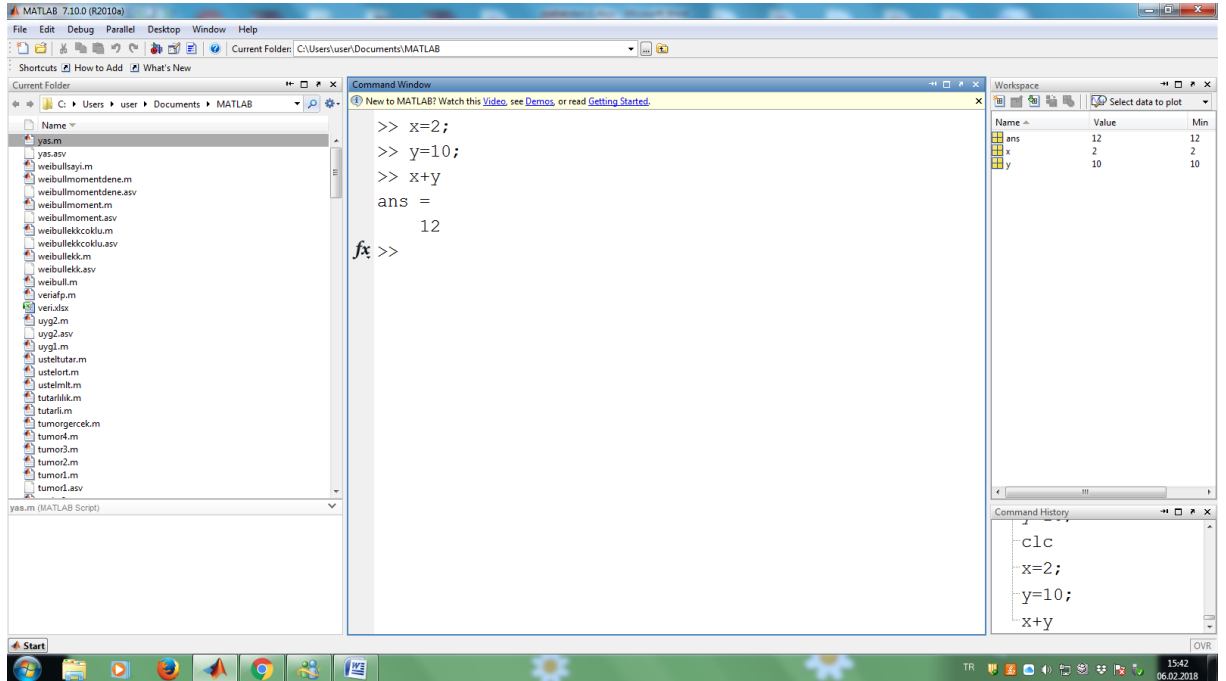 MATLAB 7.10.0 (R2010a)
File Edit Debug Parallel Desktop Window Help
Current Folder: C:\Users\user\Documents\MATLAB
Shortcuts How to Add What's New
Current Folder
C: Users user Documents MATLAB
Name
yas.m
yas.asv
weibullsayi.m
weibullmomentdene.m
weibullmomentdene.asv
weibullmoment.m
weibullmoment.asv
weibullekkcoklu.m
weibullekkcoklu.asv
weibullekk.m
weibullekk.asv
weibull.m
veriafp.m
veri.xlsx
uyg2.m
uyg2.asv
uyg1.m
usteltutar.m
ustelort.m
ustelmlt.m
tutarlılık.m
tutarli.m
tumorgercek.m
tumor4.m
tumor3.m
tumor2.m
tumor1.m
tumor1.asv
yas.m (MATLAB Script)
Command Window
New to MATLAB? Watch this Video, see Demos, or read Getting Started.
>> x=2;
>> y=10;
>> x+y
ans =
12
fx >>
Workspace
Select data to plot
Name Value Min
ans 12 12
x 2 2
y 10 10
Command History
y=10;
clc
x=2;
y=10;
x+y
Start
OVR
TR
15:42
06.02.2018